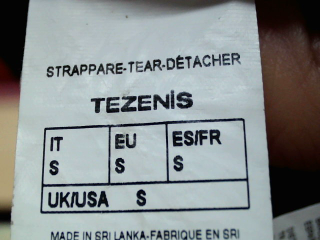 STRAPPARE-TEAR-DÉTACHER
TEZENIS
IT EU ES/FR
S S S
UK/USA S
MADE IN SRI LANKA-FABRIQUE EN SRI